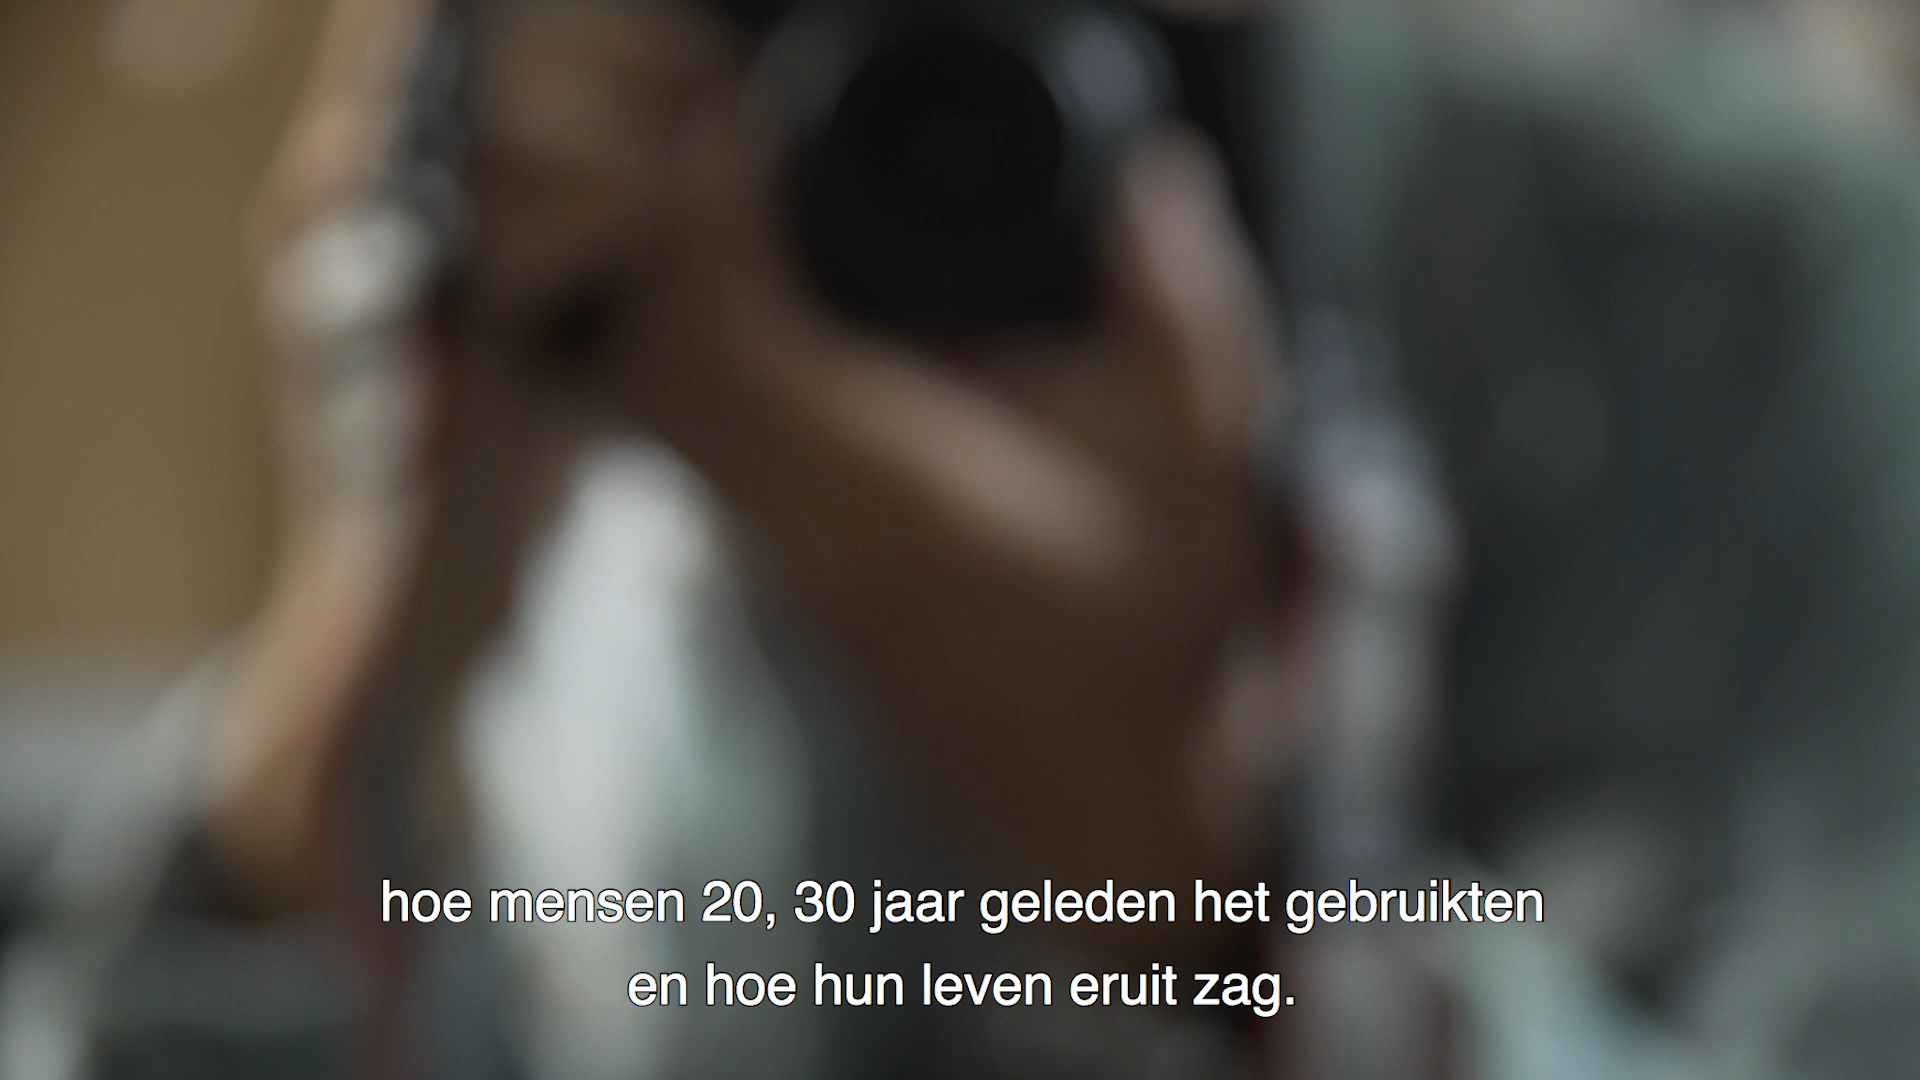 hoe mensen 20, 30 jaar geleden het gebruikten
en hoe hun leven eruit zag.